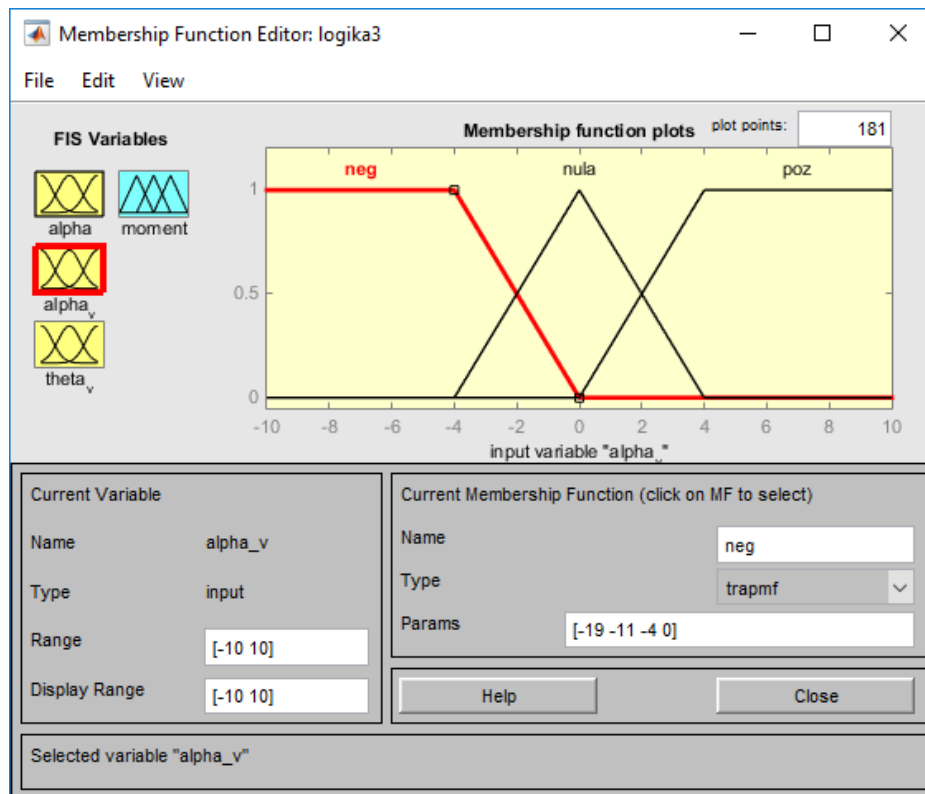 Membership Function Editor: logika3
File Edit View
FIS Variables
alpha
moment
alpha_v
theta_v
Membership function plots
plot points: 181
neg nula poz
1
0.5
0
-10 -8 -6 -4 -2 0 2 4 6 8 10
input variable "alpha_v"
Current Variable
Name alpha_v
Type input
Range [-10 10]
Display Range [-10 10]
Current Membership Function (click on MF to select)
Name neg
Type trapmf
Params [-19 -11 -4 0]
Help Close
Selected variable "alpha_v"